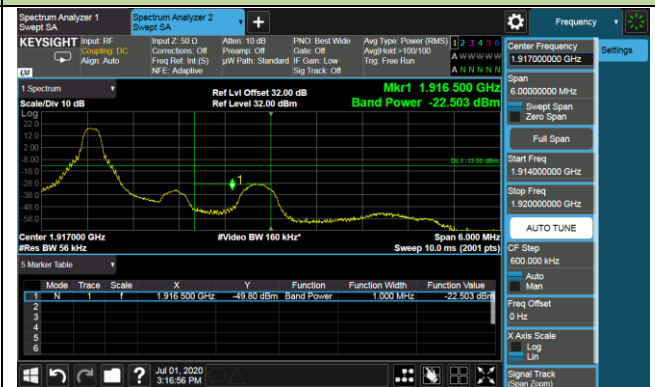 Spectrum Analyzer 1
Swept SA
Spectrum Analyzer 2
Swept SA
+
Frequency
KEYSIGHT
Input: RF
Coupling: DC
Align: Auto
Input Z: 50 Ω
Corrections: Off
Freq Ref: Int (S)
NFE: Adaptive
Atten: 10 dB
Preamp: Off
µW Path: Standard
PNO: Best Wide
Gate: Off
IF Gain: Low
Sig Track: Off
Avg Type: Power (RMS)
Avg|Hold:>100/100
Trig: Free Run
1 2 3 4 5 6
A W W W W W
A N N N N N
LXI
1 Spectrum
Scale/Div 10 dB
Ref Lvl Offset 32.00 dB
Ref Level 32.00 dBm
Mkr1 1.916 500 GHz
Band Power -22.503 dBm
Log
22.0
12.0
2.00
-8.00
-18.0
-28.0
-38.0
-48.0
-58.0
DL1 -13.00 dBm
1
Center 1.917000 GHz
#Res BW 56 kHz
#Video BW 160 kHz*
Span 6.000 MHz
Sweep 10.0 ms (2001 pts)
5 Marker Table
Mode Trace Scale X Y Function Function Width Function Value
1 N 1 f 1.916 500 GHz -49.80 dBm Band Power 1.000 MHz -22.503 dBm
2
3
4
5
6
Jul 01, 2020
3:16:56 PM
Center Frequency
1.917000000 GHz
Settings
Span
6.00000000 MHz
Swept Span
Zero Span
Full Span
Start Freq
1.914000000 GHz
Stop Freq
1.920000000 GHz
AUTO TUNE
CF Step
600.000 kHz
Auto
Man
Freq Offset
0 Hz
X Axis Scale
Log
Lin
Signal Track
(Span Zoom)